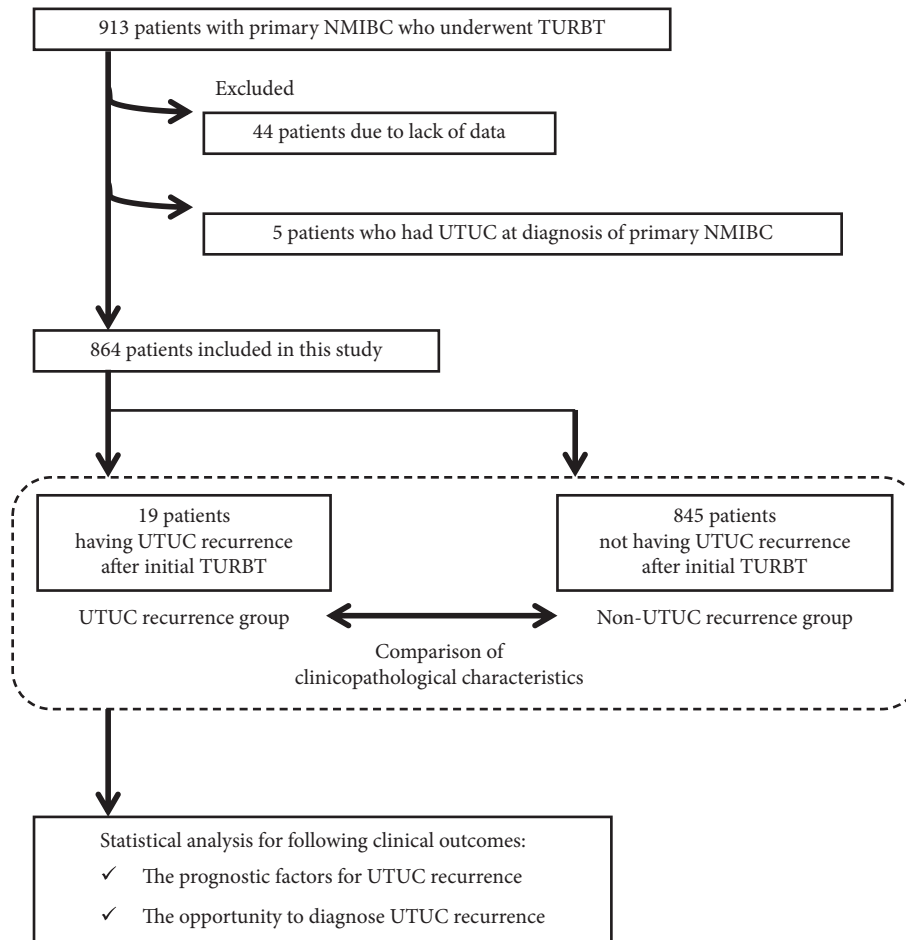 913 patients with primary NMIBC who underwent TURBT
Excluded
44 patients due to lack of data
5 patients who had UTUC at diagnosis of primary NMIBC
864 patients included in this study
19 patients
having UTUC recurrence
after initial TURBT
845 patients
not having UTUC recurrence
after initial TURBT
UTUC recurrence group
Non-UTUC recurrence group
Comparison of
clinicopathological characteristics
Statistical analysis for following clinical outcomes:
✓ The prognostic factors for UTUC recurrence
✓ The opportunity to diagnose UTUC recurrence